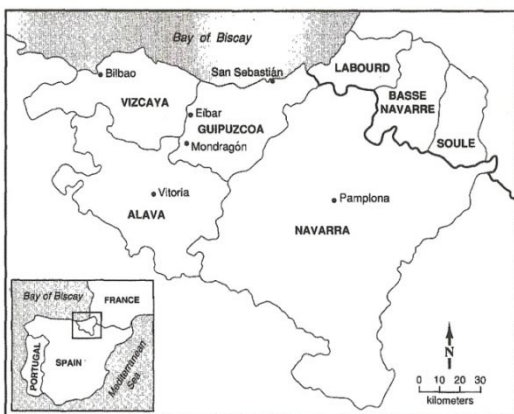 Bay of Biscay
San Sebastián
LABOURD
Bilbao
BASSE
NAVARRE
VIZCAYA
Eíbar
GUIPUZCOA
SOULE
Mondragón
Vitoria
Pamplona
ALAVA
NAVARRA
Bay of Biscay
FRANCE
PORTUGAL
SPAIN
Mediterranean
Sea
N
0 10 20 30
kilometers